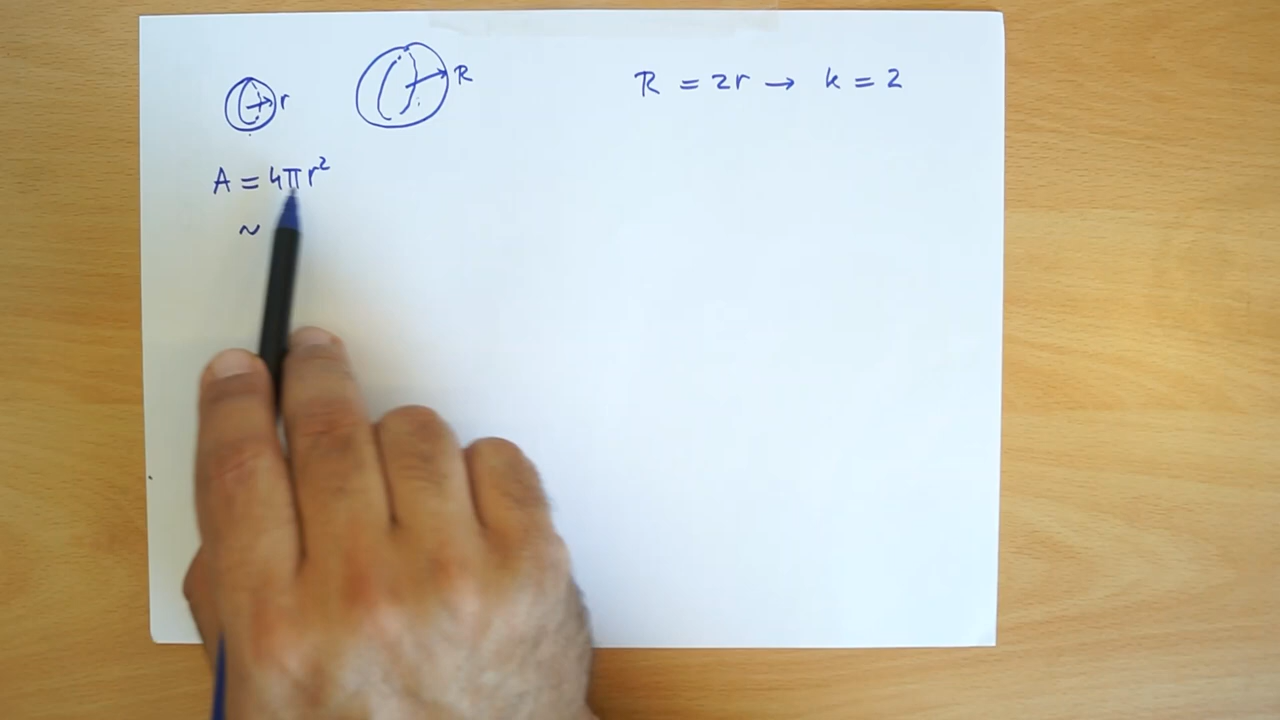 r
R
R = 2r → k = 2
A = 4πr²
~